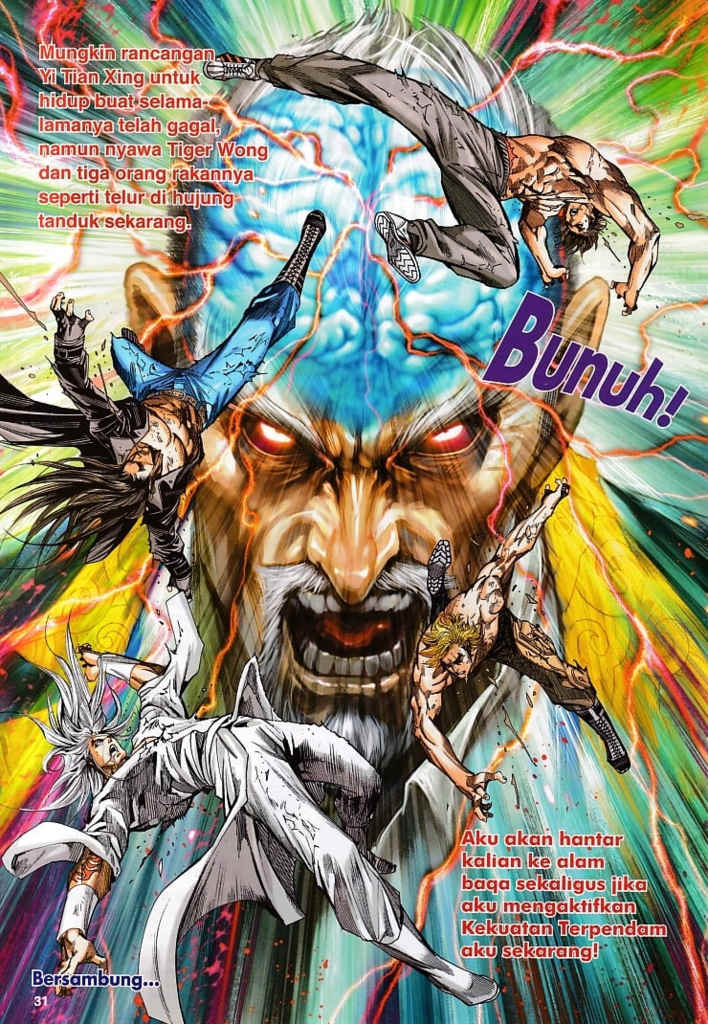 Mungkin rancangan
Yi Tian Xing untuk
hidup buat selama-
lamanya telah gagal,
namun nyawa Tiger Wong
dan tiga orang rakannya
seperti telur di hujung
tanduk sekarang.
Bunuh!
Aku akan hantar
kalian ke alam
baqa sekaligus jika
aku mengaktifkan
Kekuatan Terpendam
aku sekarang!
Bersambung...
31